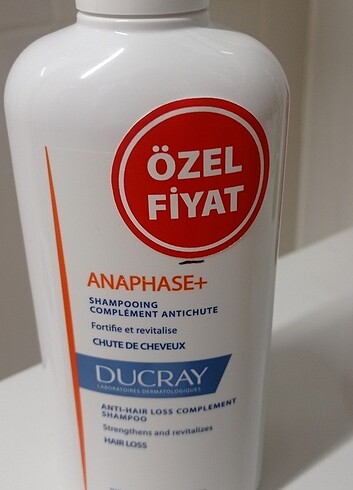 ÖZEL
FİYAT
ANAPHASE+
SHAMPOOING
COMPLÉMENT ANTICHUTE
Fortifie et revitalise
CHUTE DE CHEVEUX
DUCRAY
LABORATOIRES DERMATOLOGIQUES
ANTI-HAIR LOSS COMPLEMENT
SHAMPOO
Strengthens and revitalizes
HAIR LOSS